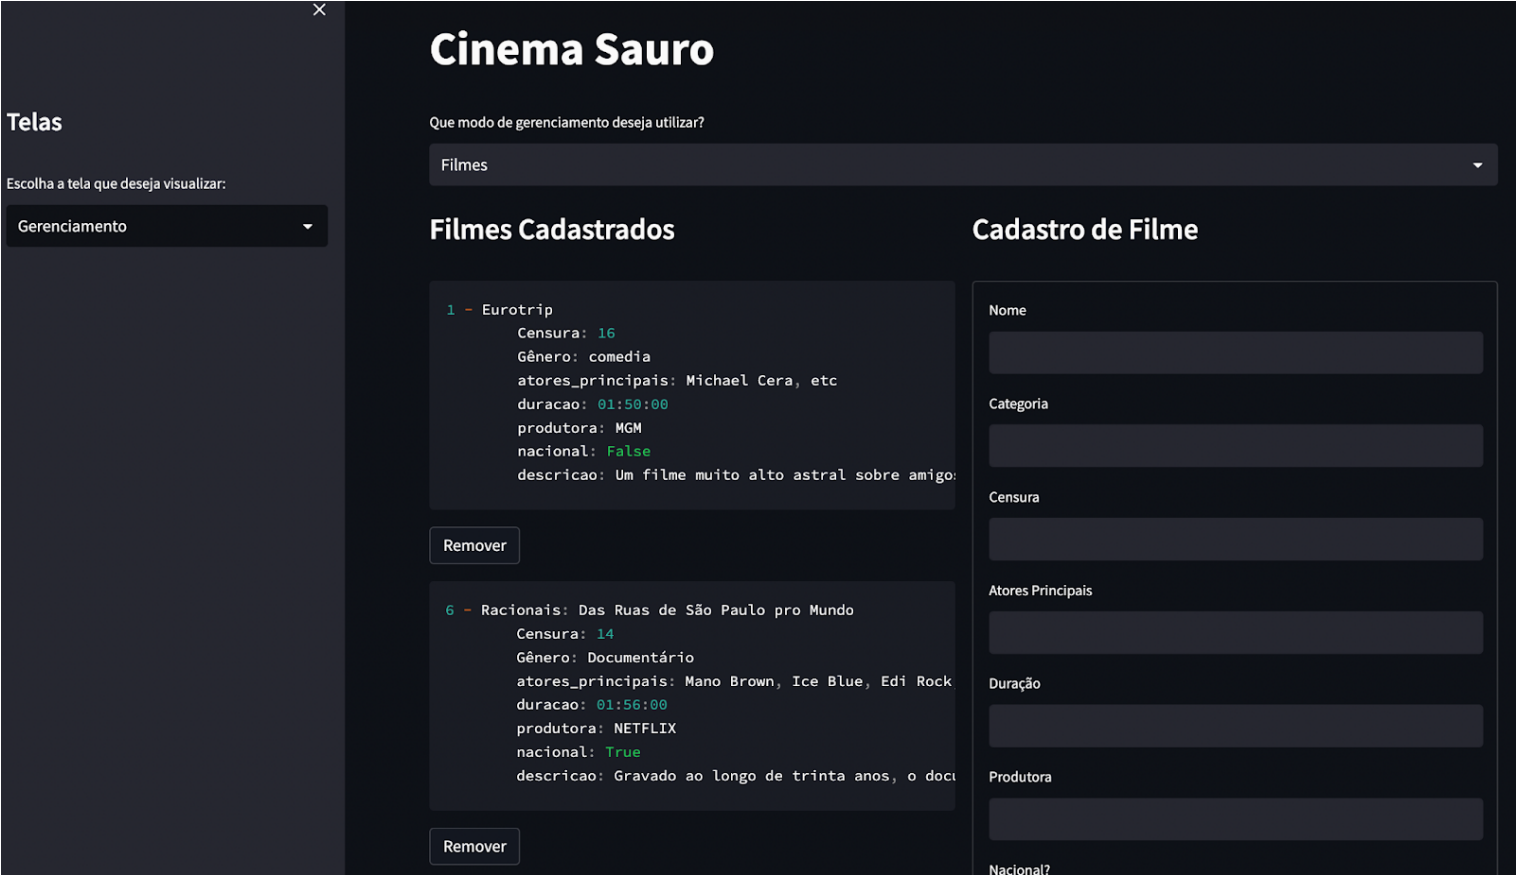 Telas
Escolha a tela que deseja visualizar:
Gerenciamento
Cinema Sauro
Que modo de gerenciamento deseja utilizar?
Filmes
Filmes Cadastrados
1 - Eurotrip
Censura: 16
Gênero: comedia
atores_principais: Michael Cera, etc
duracao: 01:50:00
produtora: MGM
nacional: False
descricao: Um filme muito alto astral sobre amigos
Remover
6 - Racionais: Das Ruas de São Paulo pro Mundo
Censura: 14
Gênero: Documentário
atores_principais: Mano Brown, Ice Blue, Edi Rock,
duracao: 01:56:00
produtora: NETFLIX
nacional: True
descricao: Gravado ao longo de trinta anos, o docu
Remover
Cadastro de Filme
Nome
Categoria
Censura
Atores Principais
Duração
Produtora
Nacional?